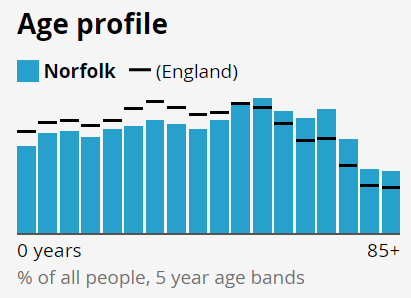 Age profile
Norfolk (England)
0 years 85+
% of all people, 5 year age bands